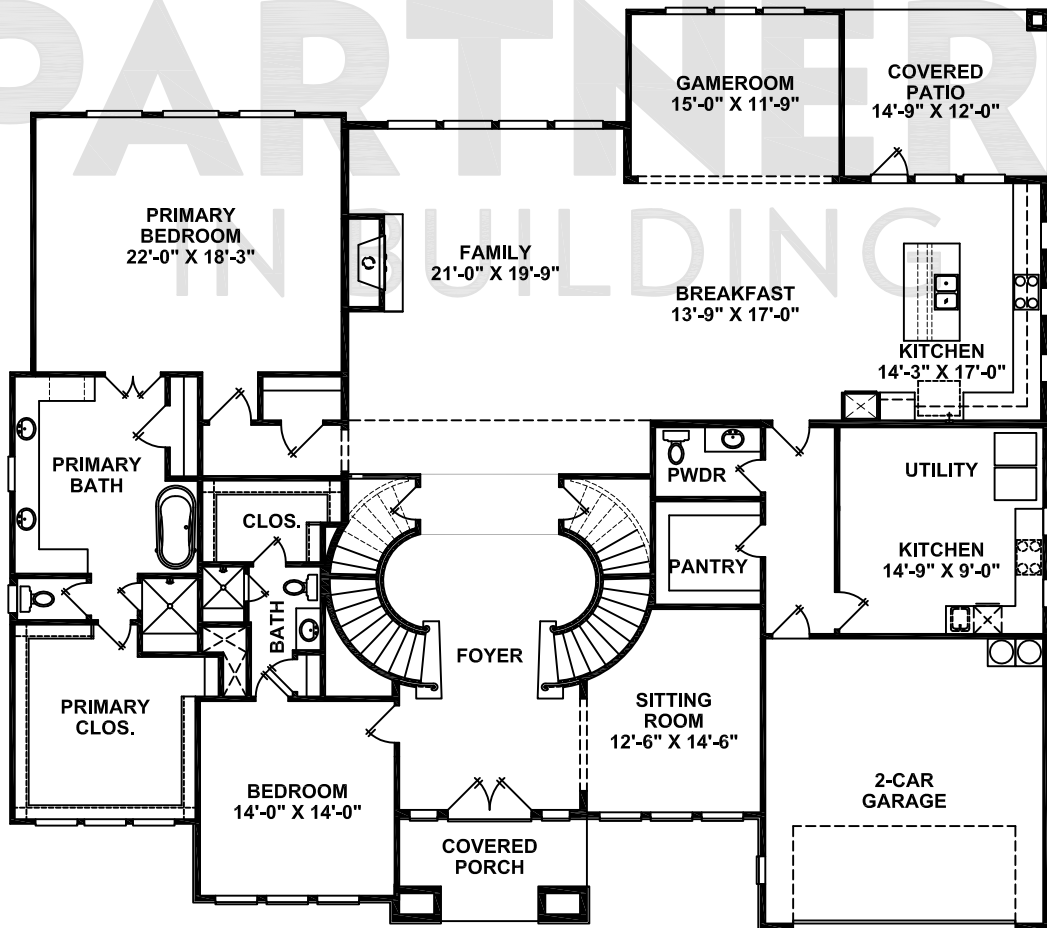 PARTNER
IN BUILDING
GAMEROOM
15'-0" X 11'-9"
COVERED
PATIO
14'-9" X 12'-0"
PRIMARY
BEDROOM
22'-0" X 18'-3"
FAMILY
21'-0" X 19'-9"
BREAKFAST
13'-9" X 17'-0"
KITCHEN
14'-3" X 17'-0"
PRIMARY
BATH
CLOS.
PWDR
UTILITY
PANTRY
KITCHEN
14'-9" X 9'-0"
BATH
FOYER
PRIMARY
CLOS.
SITTING
ROOM
12'-6" X 14'-6"
BEDROOM
14'-0" X 14'-0"
2-CAR
GARAGE
COVERED
PORCH